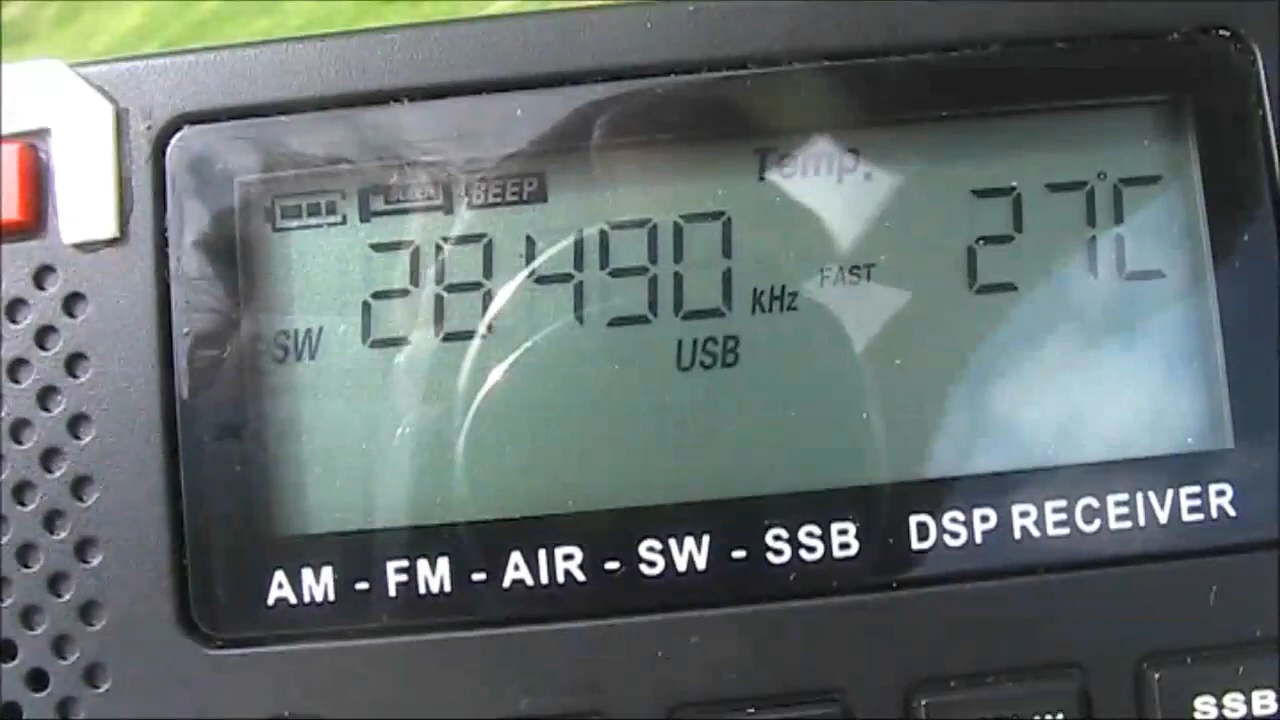 BEEP
Temp.
28490 kHz FAST 27°C
SW USB
AM - FM - AIR - SW - SSB DSP RECEIVER
SSB